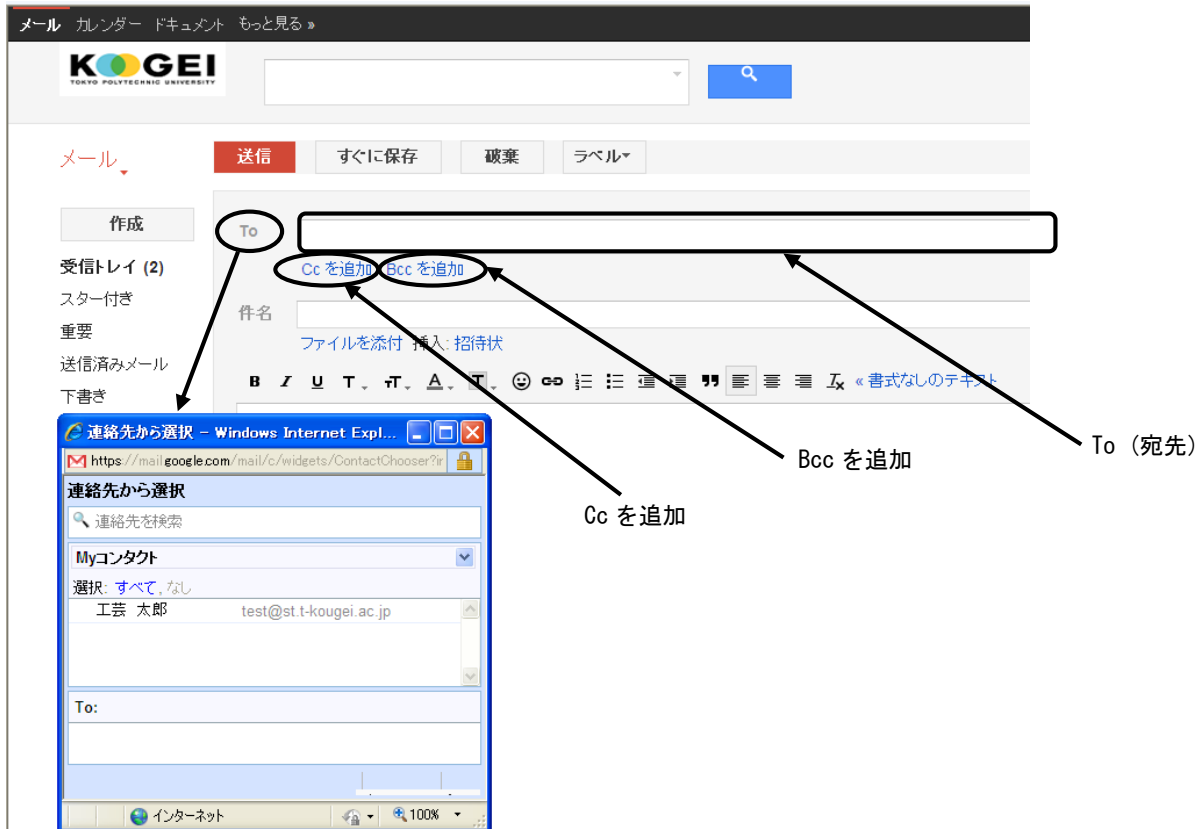 メール カレンダー ドキュメント もっと見る »
KOGEI
TOKYO POLYTECHNIC UNIVERSITY
メール
送信 すぐに保存 破棄 ラベル
作成
To
受信トレイ (2)
Cc を追加 Bcc を追加
スター付き
件名
重要
ファイルを添付 挿入: 招待状
送信済みメール
B I U T T A T « 書式なしのテキスト
下書き
連絡先から選択 - Windows Internet Expl...
https://mail.google.com/mail/c/widgets/ContactChooser?ir
To (宛先)
Bcc を追加
連絡先から選択
Cc を追加
連絡先を検索
Myコンタクト
選択: すべて, なし
工芸 太郎 test@st.t-kougei.ac.jp
To:
インターネット 100%